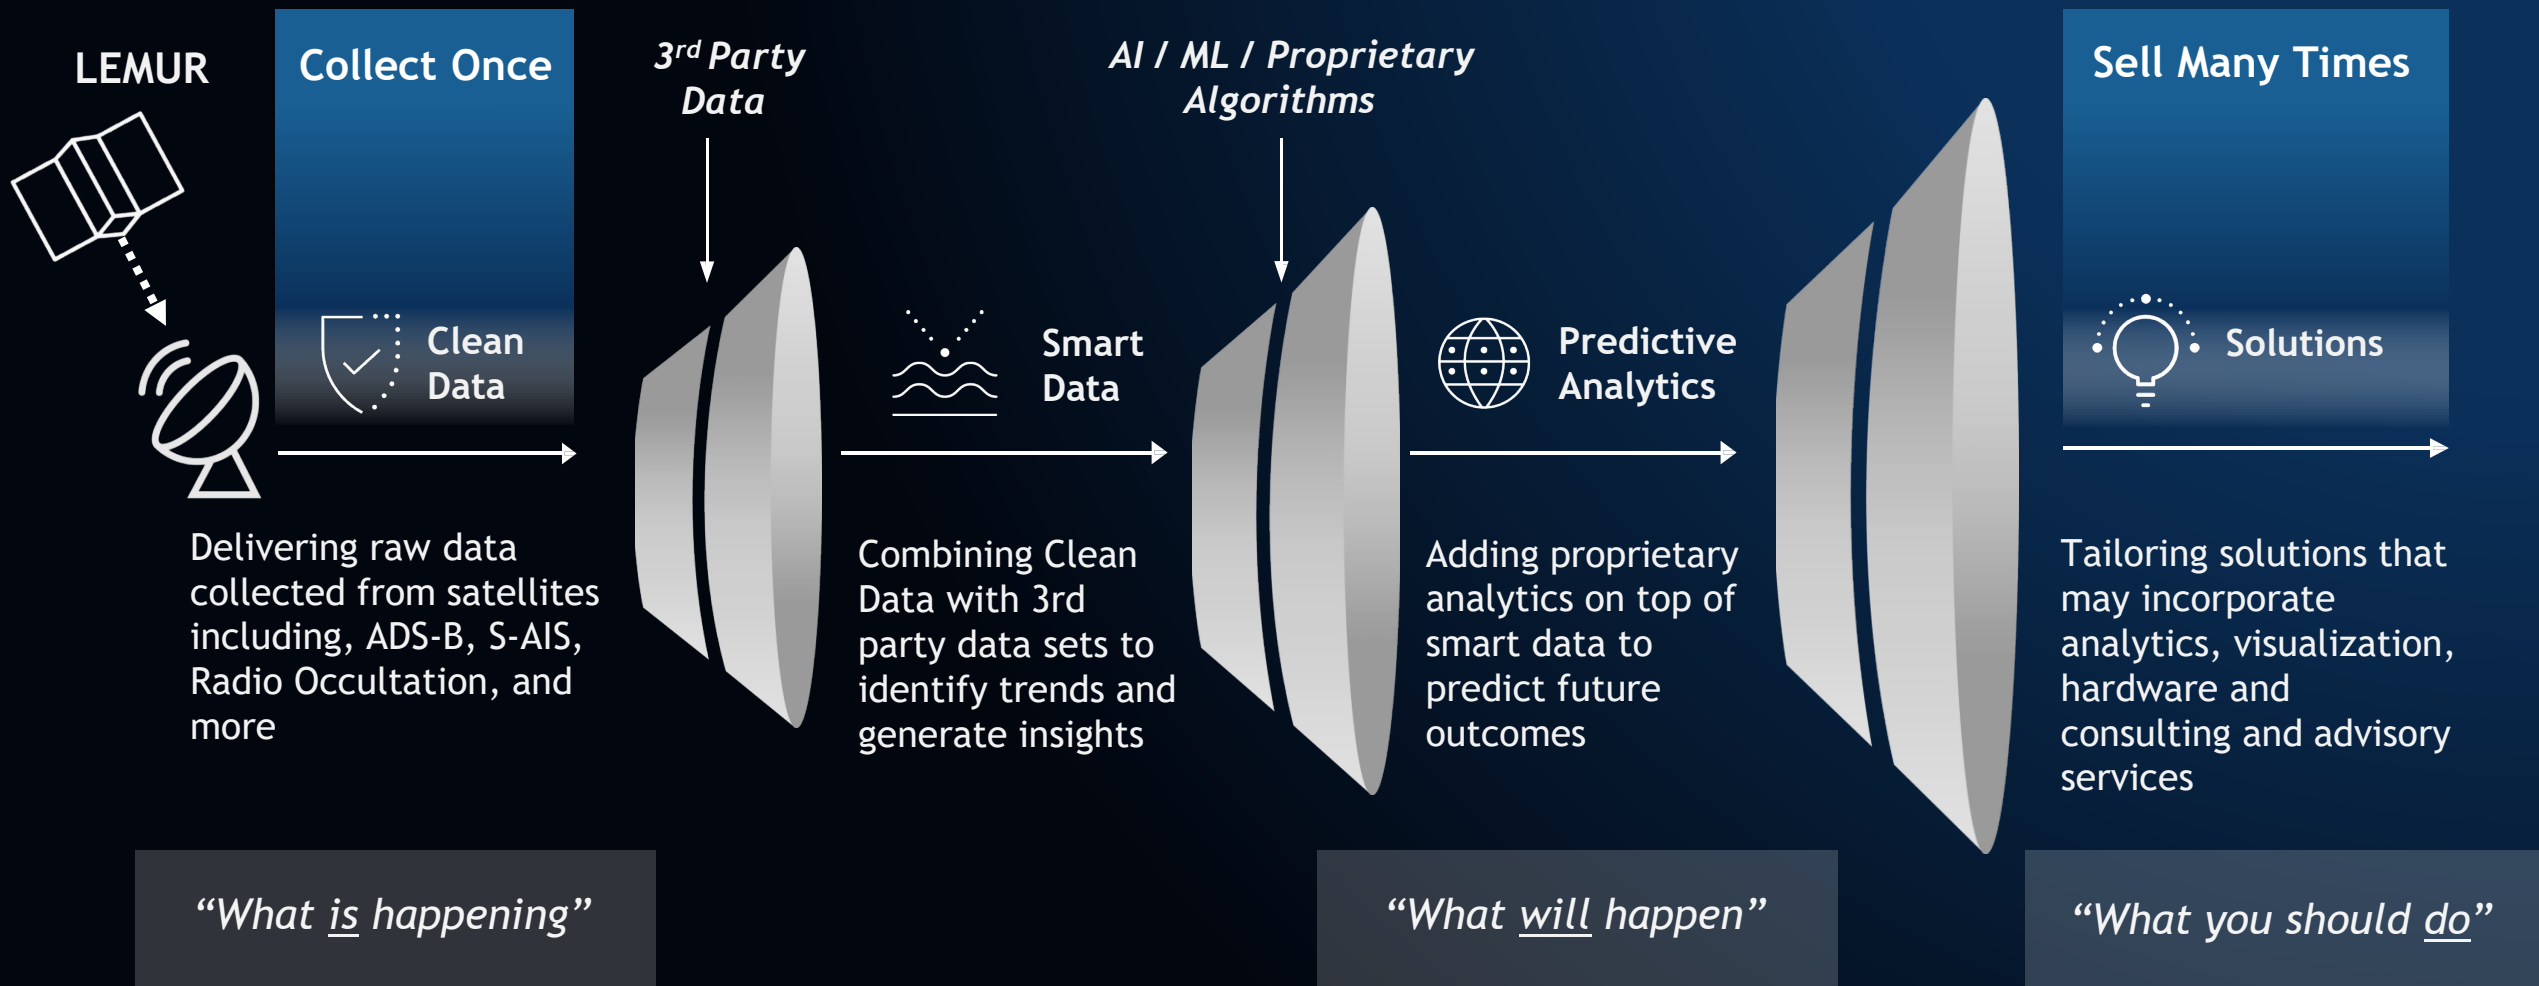 LEMUR
Collect Once
3rd Party
Data
AI / ML / Proprietary
Algorithms
Sell Many Times
Clean
Data
Smart
Data
Predictive
Analytics
Solutions
Delivering raw data
collected from satellites
including, ADS-B, S-AIS,
Radio Occultation, and
more
Combining Clean
Data with 3rd
party data sets to
identify trends and
generate insights
Adding proprietary
analytics on top of
smart data to
predict future
outcomes
Tailoring solutions that
may incorporate
analytics, visualization,
hardware and
consulting and advisory
services
“What is happening”
“What will happen”
“What you should do”